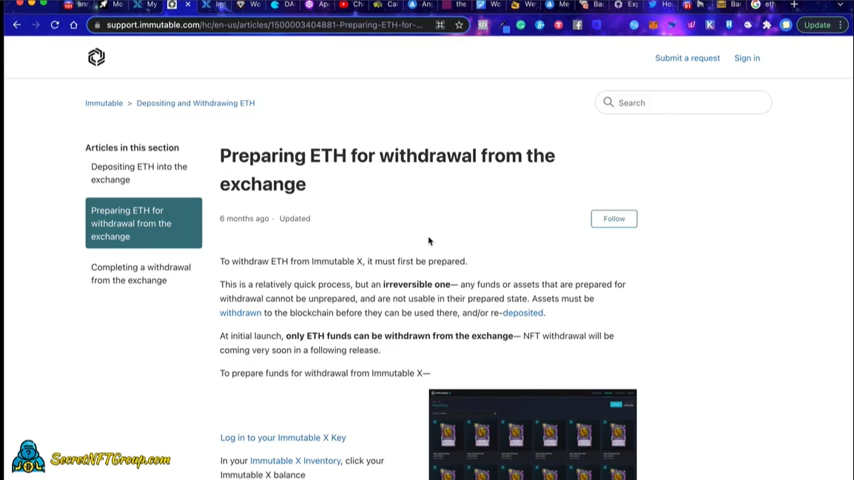 support.immutable.com/hc/en-us/articles/1500003404881-Preparing-ETH-for-...
Update
Submit a request
Sign in
Immutable > Depositing and Withdrawing ETH
Search
Articles in this section
Depositing ETH into the
exchange
Preparing ETH for
withdrawal from the
exchange
Completing a withdrawal
from the exchange
Preparing ETH for withdrawal from the
exchange
6 months ago · Updated
Follow
To withdraw ETH from Immutable X, it must first be prepared.
This is a relatively quick process, but an irreversible one— any funds or assets that are prepared for
withdrawal cannot be unprepared, and are not usable in their prepared state. Assets must be
withdrawn to the blockchain before they can be used there, and/or re-deposited.
At initial launch, only ETH funds can be withdrawn from the exchange— NFT withdrawal will be
coming very soon in a following release.
To prepare funds for withdrawal from Immutable X—
Log in to your Immutable X Key
In your Immutable X Inventory, click your
Immutable X balance
SecretNFTGroup.com